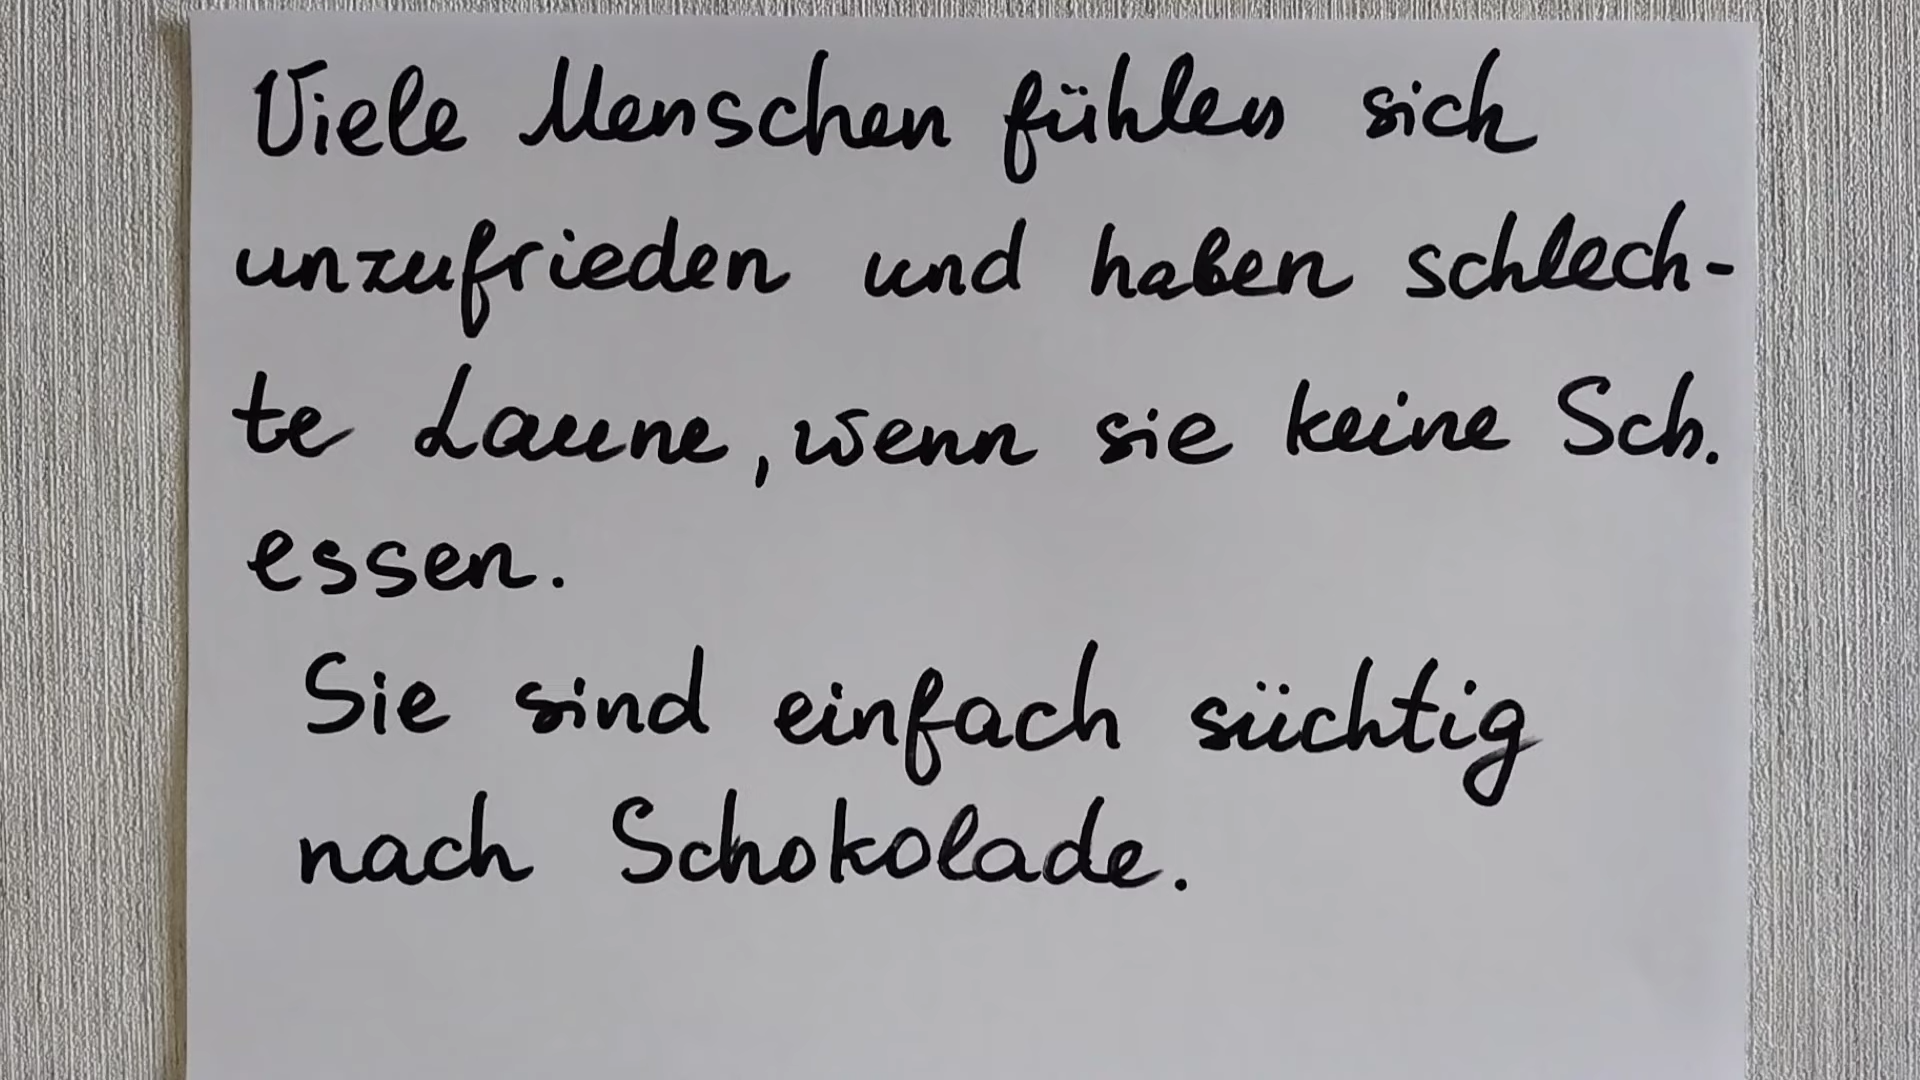 Viele Menschen fühlen sich
unzufrieden und haben schlech-
te Laune, wenn sie keine Sch.
essen.
Sie sind einfach süchtig
nach Schokolade.